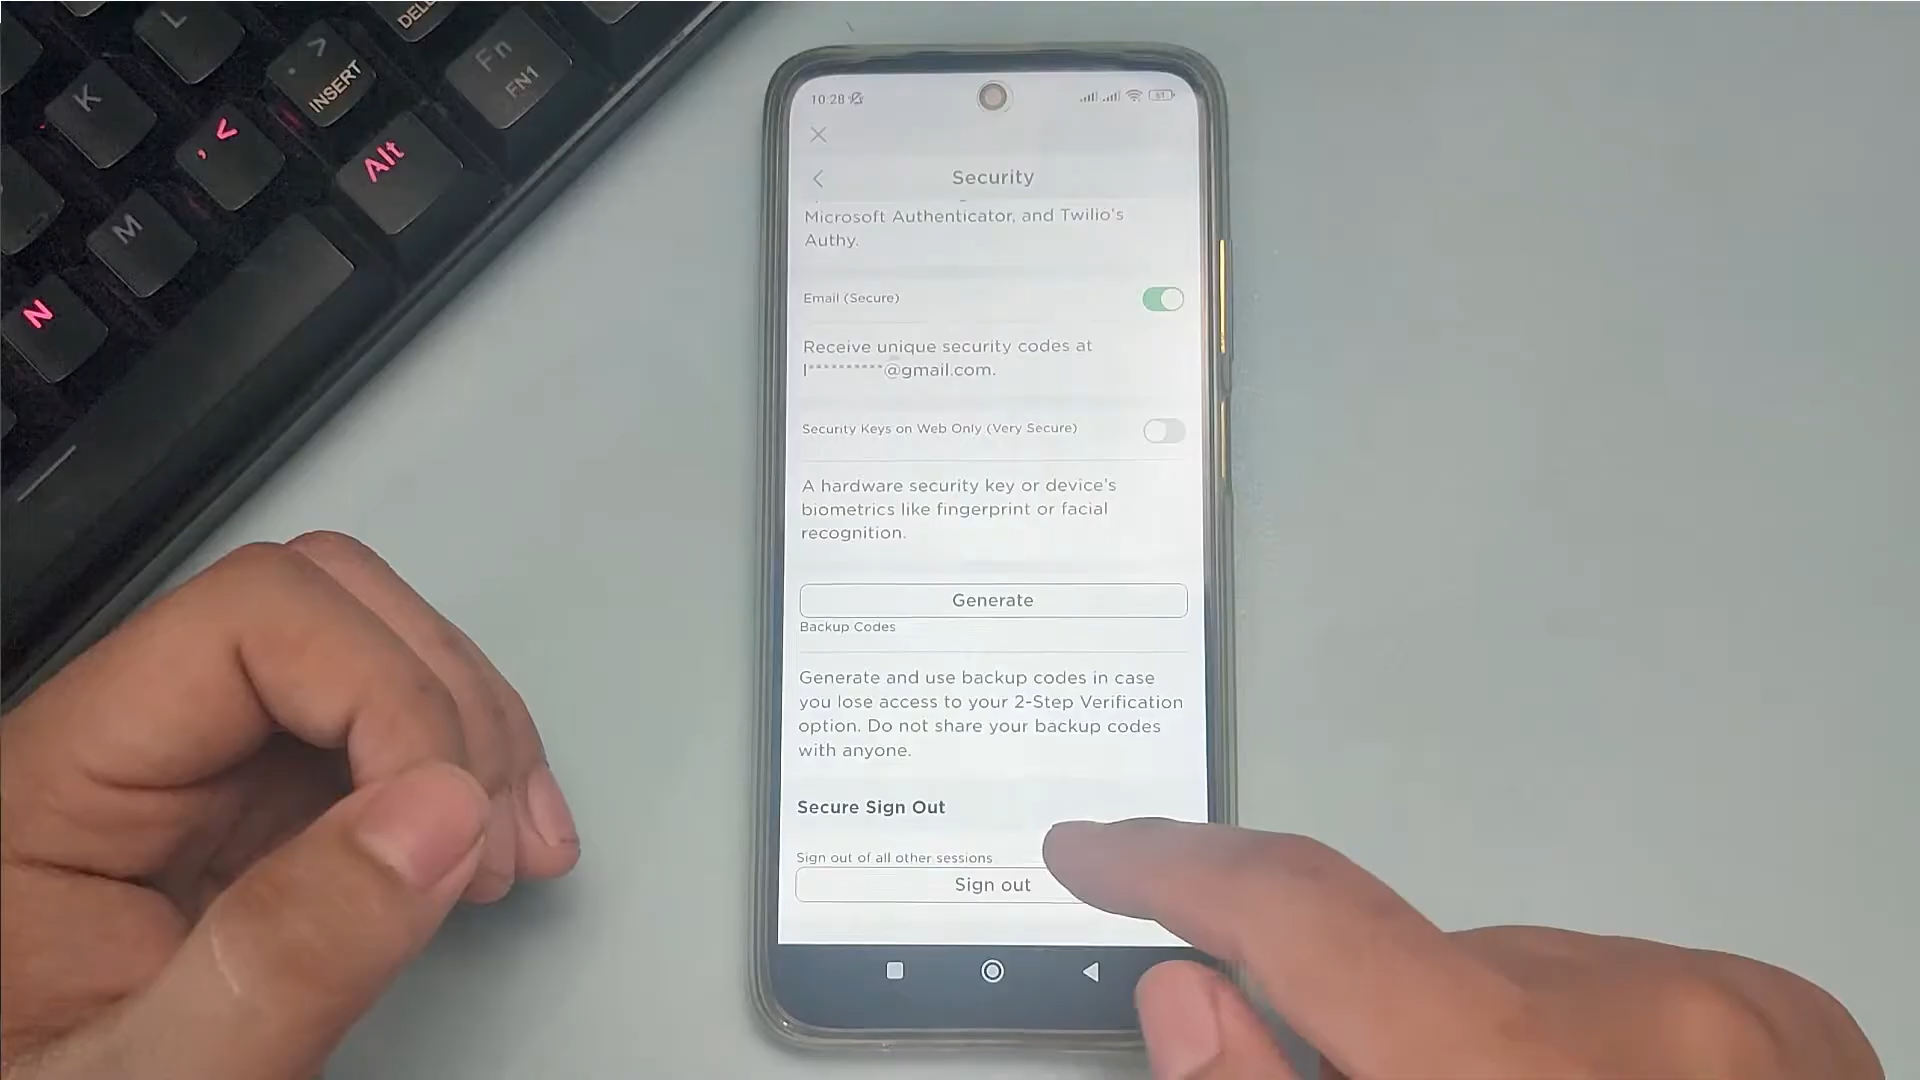 L
DEL
K
>
.
INSERT
Fn
FN1
, <
Alt
M
N
10:28
61
Security
Microsoft Authenticator, and Twilio's
Authy.
Email (Secure)
Receive unique security codes at
l**********@gmail.com.
Security Keys on Web Only (Very Secure)
A hardware security key or device's
biometrics like fingerprint or facial
recognition.
Generate
Backup Codes
Generate and use backup codes in case
you lose access to your 2-Step Verification
option. Do not share your backup codes
with anyone.
Secure Sign Out
Sign out of all other sessions
Sign out